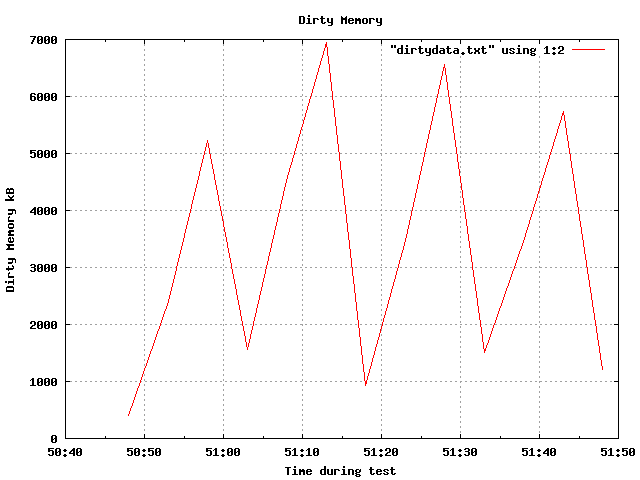 Dirty Memory
"dirtydata.txt" using 1:2
7000
6000
5000
4000
3000
2000
1000
0
Dirty Memory kB
50:40 50:50 51:00 51:10 51:20 51:30 51:40 51:50
Time during test